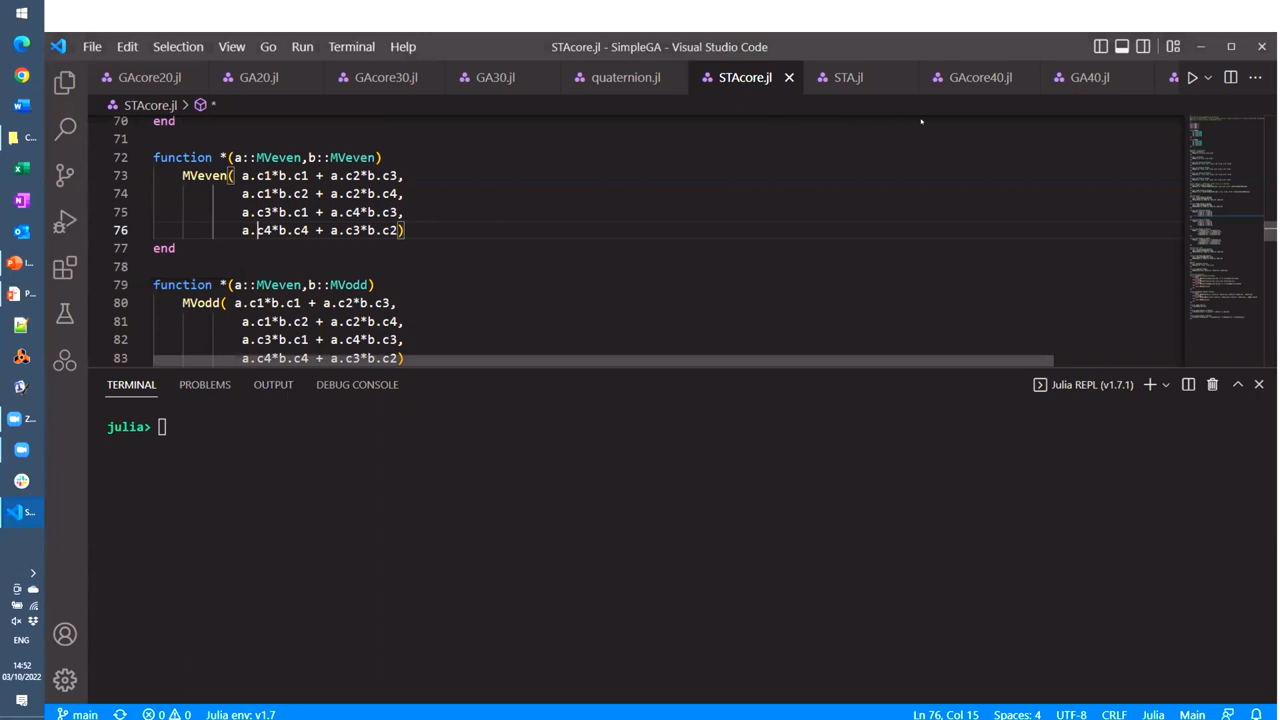 File Edit Selection View Go Run Terminal Help STAcore.jl - SimpleGA - Visual Studio Code
GAcore20.jl GA20.jl GAcore30.jl GA30.jl quaternion.jl STAcore.jl STA.jl GAcore40.jl GA40.jl
STAcore.jl > *
70 end
71
72 function *(a::MVeven,b::MVeven)
73 MVeven( a.c1*b.c1 + a.c2*b.c3,
74 a.c1*b.c2 + a.c2*b.c4,
75 a.c3*b.c1 + a.c4*b.c3,
76 a.c4*b.c4 + a.c3*b.c2)
77 end
78
79 function *(a::MVeven,b::MVodd)
80 MVodd( a.c1*b.c1 + a.c2*b.c3,
81 a.c1*b.c2 + a.c2*b.c4,
82 a.c3*b.c1 + a.c4*b.c3,
83 a.c4*b.c4 + a.c3*b.c2)
TERMINAL PROBLEMS OUTPUT DEBUG CONSOLE Julia REPL (v1.7.1)
julia>
C...
I...
P...
Z...
S...
ENG
14:52
03/10/2022
main 0 0 Julia env: v1.7 Ln 76, Col 15 Spaces: 4 UTF-8 CRLF Julia Main